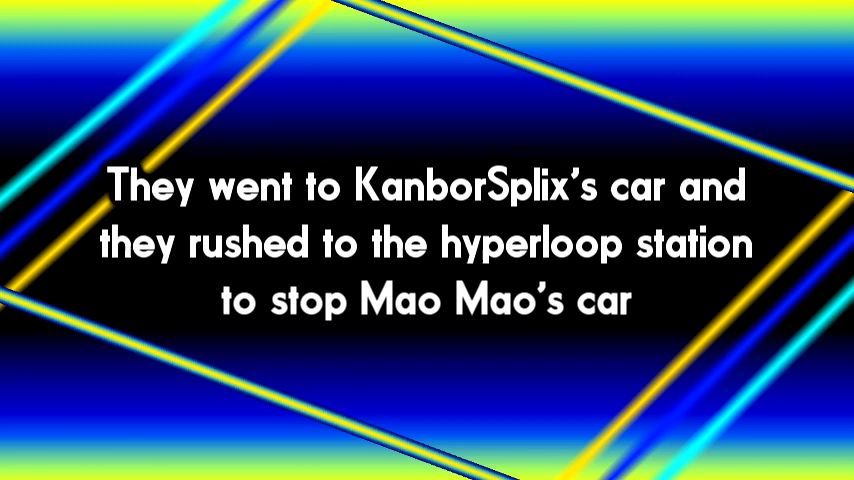 They went to KanborSplix's car and
they rushed to the hyperloop station
to stop Mao Mao's car